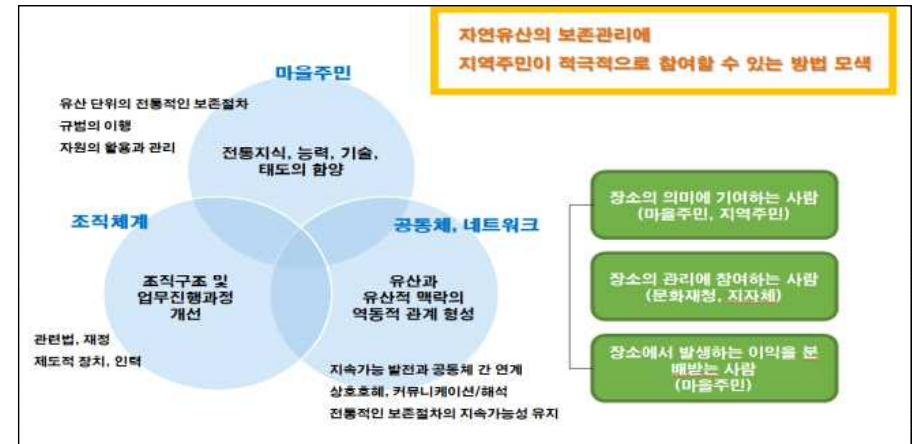 자연유산의 보존관리에
지역주민이 적극적으로 참여할 수 있는 방법 모색
마을주민
유산 단위의 전통적인 보존절차
규범의 이행
자원의 활용과 관리
전통지식, 능력, 기술,
태도의 함양
조직체계
조직구조 및
업무진행과정
개선
관련법, 재정
제도적 장치, 인력
공동체, 네트워크
유산과
유산적 맥락의
역동적 관계 형성
지속가능 발전과 공동체 간 연계
상호호혜, 커뮤니케이션/해석
전통적인 보존절차의 지속가능성 유지
장소의 의미에 기여하는 사람
(마을주민, 지역주민)
장소의 관리에 참여하는 사람
(문화재청, 지자체)
장소에서 발생하는 이익을 분
배받는 사람
(마을주민)